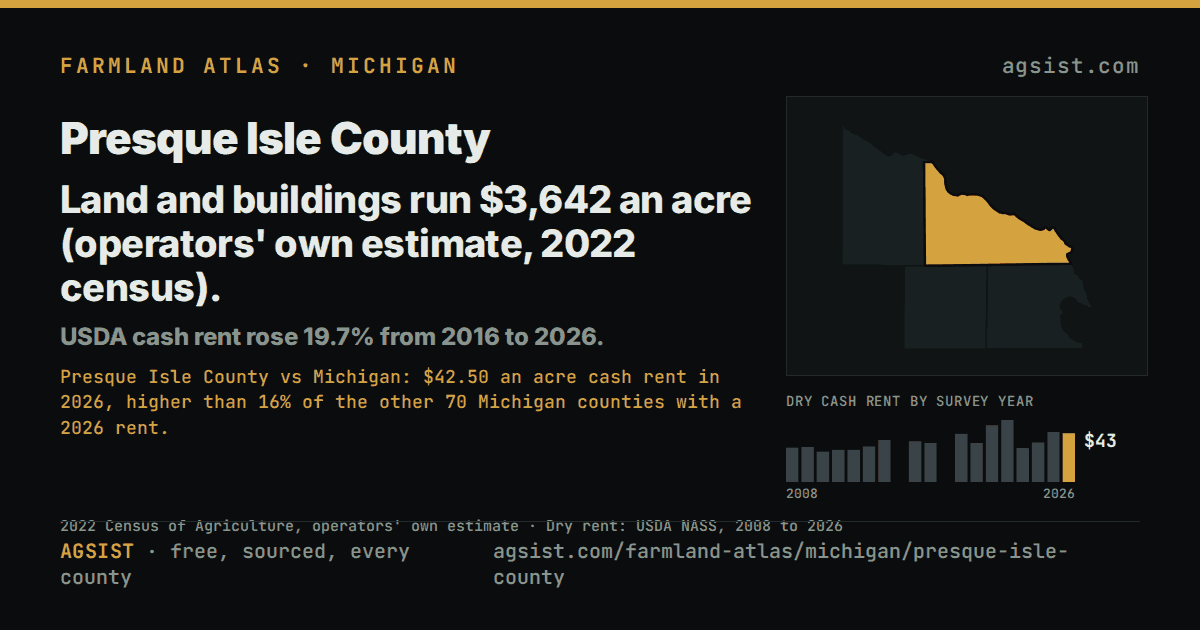 FARMLAND ATLAS · MICHIGAN
agsist.com
Presque Isle County
Land and buildings run $3,642 an acre
(operators' own estimate, 2022
census).
USDA cash rent rose 19.7% from 2016 to 2026.
Presque Isle County vs Michigan: $42.50 an acre cash rent in
2026, higher than 16% of the other 70 Michigan counties with a
2026 rent.
DRY CASH RENT BY SURVEY YEAR
$43
2008
2026
2022 Census of Agriculture, operators' own estimate · Dry rent: USDA NASS, 2008 to 2026
AGSIST · free, sourced, every
county
agsist.com/farmland-atlas/michigan/presque-isle-
county